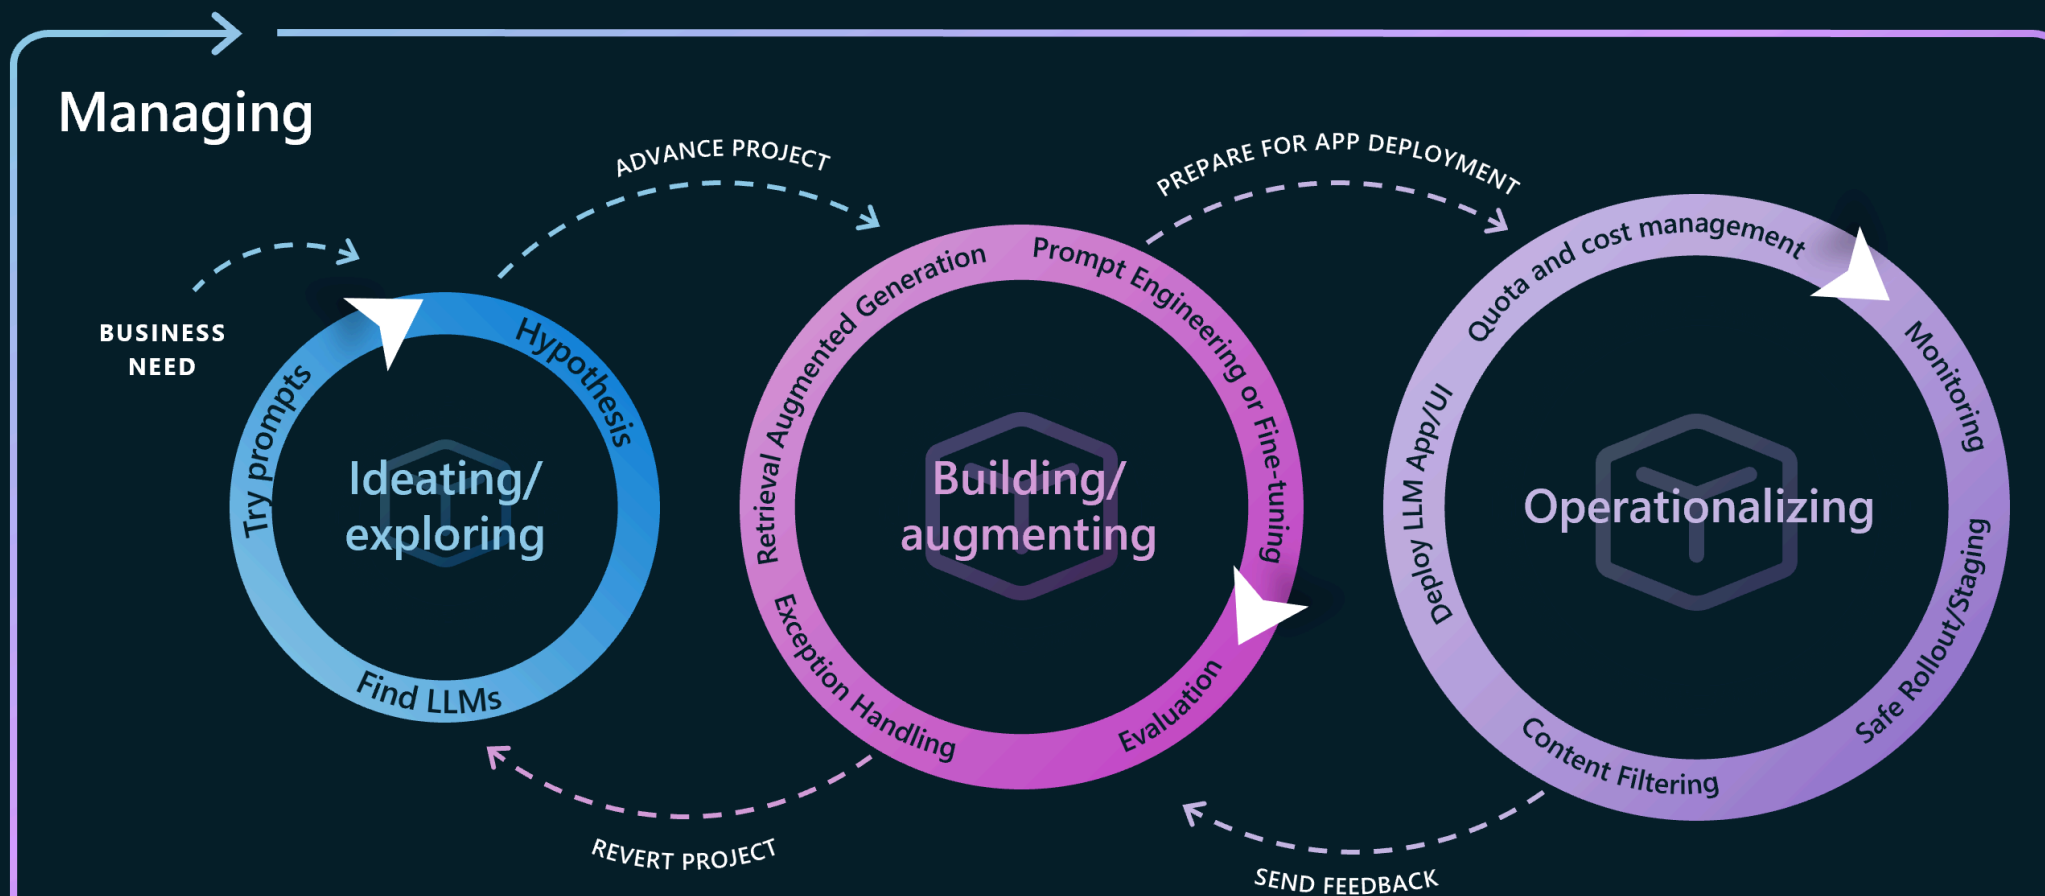 Managing
BUSINESS
NEED
ADVANCE PROJECT
PREPARE FOR APP DEPLOYMENT
Ideating/
exploring
Hypothesis
Find LLMs
Try prompts
Building/
augmenting
Retrieval Augmented Generation
Prompt Engineering or Fine-tuning
Evaluation
Exception Handling
Operationalizing
Quota and cost management
Monitoring
Safe Rollout/Staging
Content Filtering
Deploy LLM App/UI
REVERT PROJECT
SEND FEEDBACK